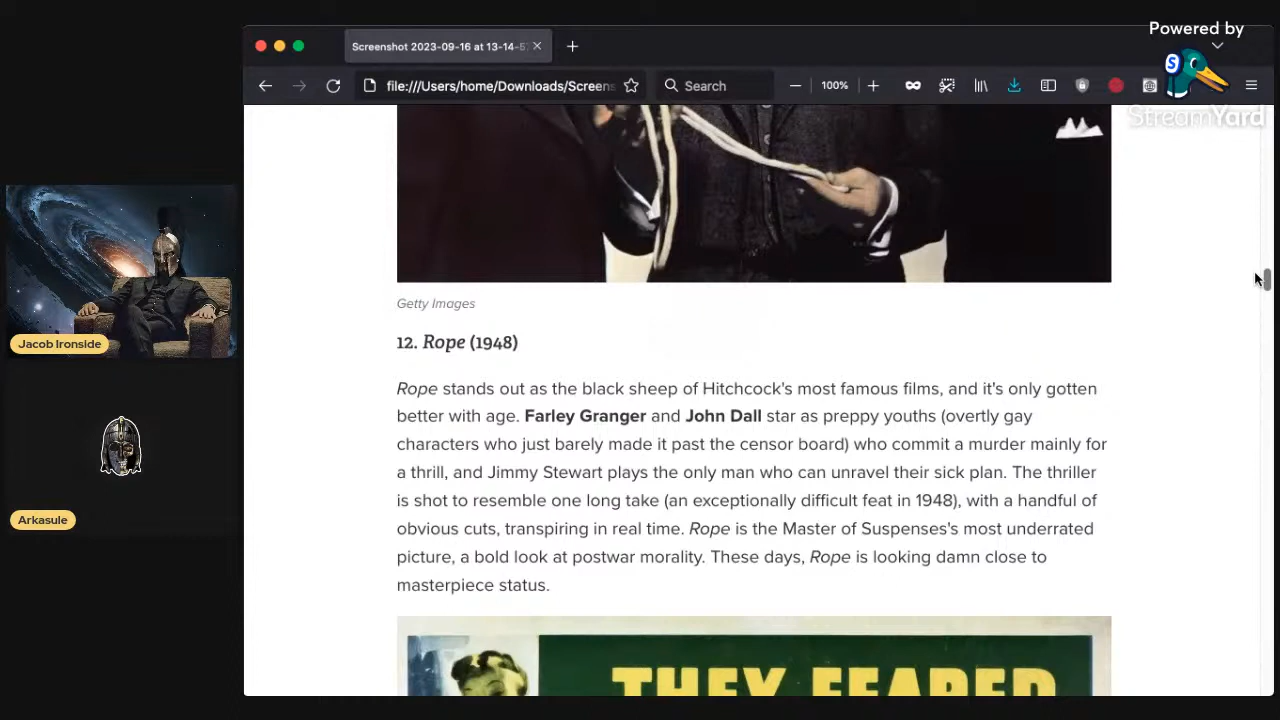 Powered by
StreamYard
Screenshot 2023-09-16 at 13-14-5
file:///Users/home/Downloads/Screens
Search
100%
Getty Images
12. Rope (1948)
Rope stands out as the black sheep of Hitchcock's most famous films, and it's only gotten
better with age. Farley Granger and John Dall star as preppy youths (overtly gay
characters who just barely made it past the censor board) who commit a murder mainly for
a thrill, and Jimmy Stewart plays the only man who can unravel their sick plan. The thriller
is shot to resemble one long take (an exceptionally difficult feat in 1948), with a handful of
obvious cuts, transpiring in real time. Rope is the Master of Suspenses's most underrated
picture, a bold look at postwar morality. These days, Rope is looking damn close to
masterpiece status.
THEY FEARED
Jacob Ironside
Arkasule